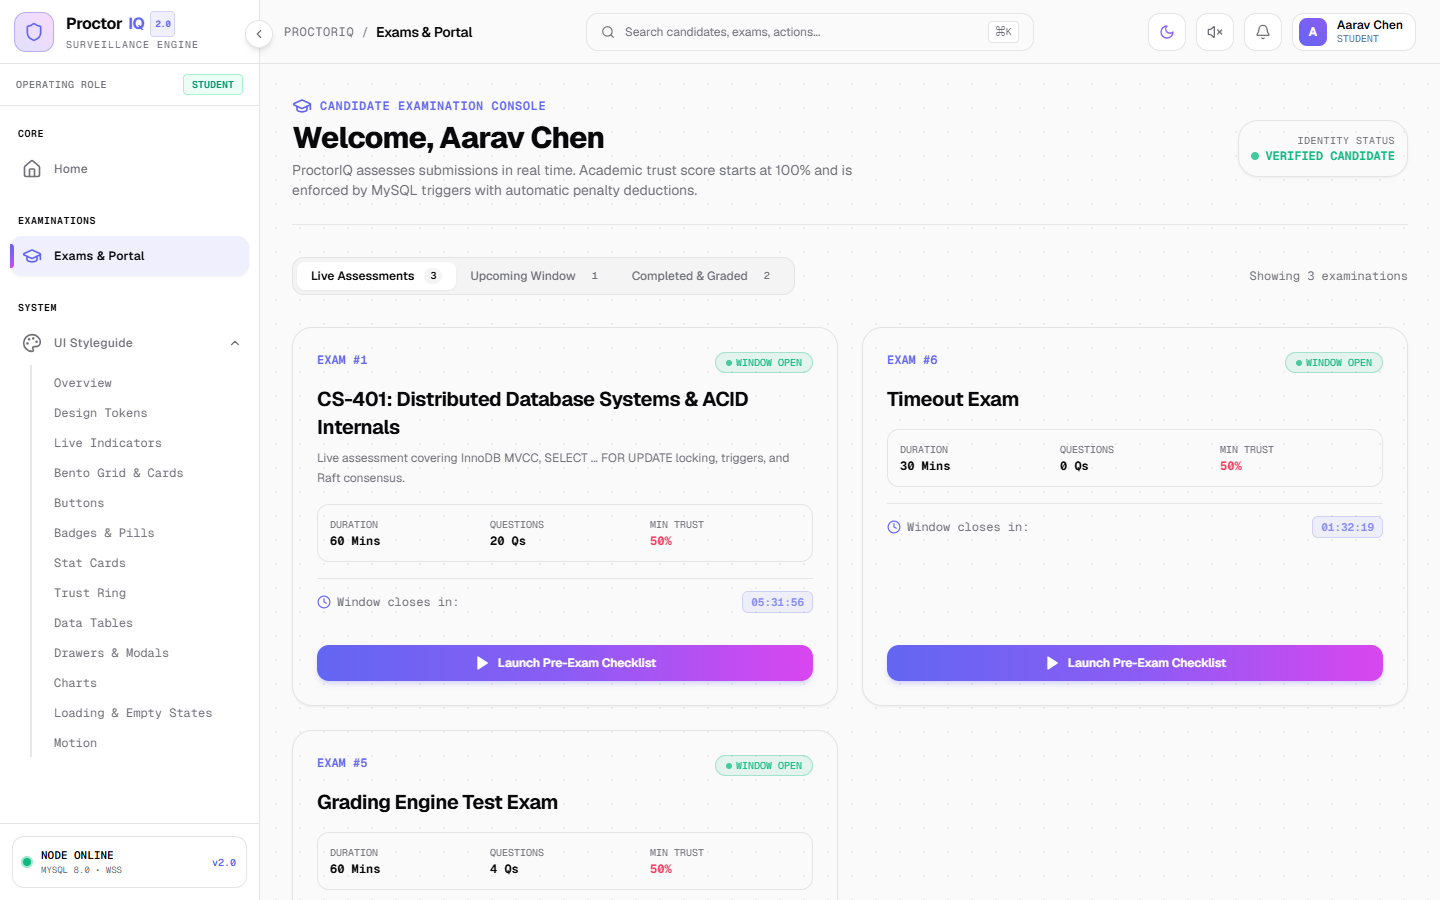 Proctor IQ 2.0
SURVEILLANCE ENGINE
OPERATING ROLE
STUDENT
CORE
Home
EXAMINATIONS
Exams & Portal
SYSTEM
UI Styleguide
Overview
Design Tokens
Live Indicators
Bento Grid & Cards
Buttons
Badges & Pills
Stat Cards
Trust Ring
Data Tables
Drawers & Modals
Charts
Loading & Empty States
Motion
NODE ONLINE
MYSQL 8.0 • WSS
v2.0
PROCTORIQ / Exams & Portal
Search candidates, exams, actions...
⌘K
A
Aarav Chen
STUDENT
CANDIDATE EXAMINATION CONSOLE
Welcome, Aarav Chen
ProctorIQ assesses submissions in real time. Academic trust score starts at 100% and is
enforced by MySQL triggers with automatic penalty deductions.
IDENTITY STATUS
VERIFIED CANDIDATE
Live Assessments 3
Upcoming Window 1
Completed & Graded 2
Showing 3 examinations
EXAM #1
WINDOW OPEN
CS-401: Distributed Database Systems & ACID
Internals
Live assessment covering InnoDB MVCC, SELECT ... FOR UPDATE locking, triggers, and
Raft consensus.
DURATION QUESTIONS MIN TRUST
60 Mins 20 Qs 50%
Window closes in: 05:31:56
Launch Pre-Exam Checklist
EXAM #6
WINDOW OPEN
Timeout Exam
DURATION QUESTIONS MIN TRUST
30 Mins 0 Qs 50%
Window closes in: 01:32:19
Launch Pre-Exam Checklist
EXAM #5
WINDOW OPEN
Grading Engine Test Exam
DURATION QUESTIONS MIN TRUST
60 Mins 4 Qs 50%